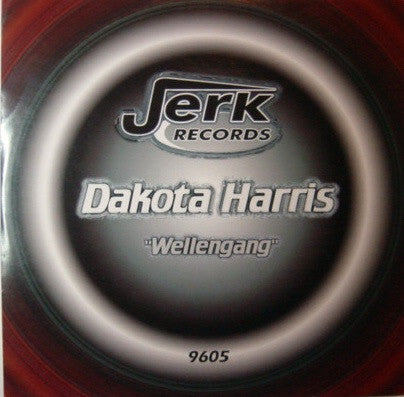 Jerk
RECORDS
Dakota Harris
"Wellengang"
9605